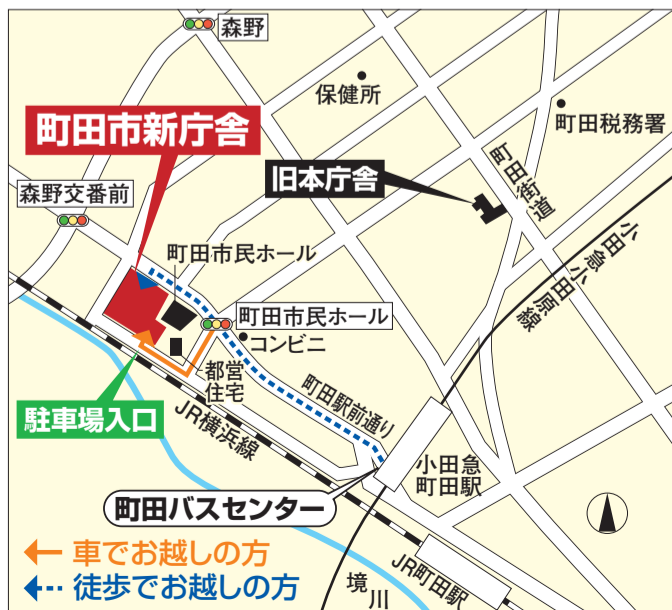 森野
保健所
町田税務署
町田市新庁舎
旧本庁舎
町田街道
森野交番前
小田急小田原線
町田市民ホール
町田市民ホール
コンビニ
都営
住宅
町田駅前通り
駐車場入口
JR横浜線
小田急
町田駅
町田バスセンター
JR町田駅
境川
車でお越しの方
徒歩でお越しの方